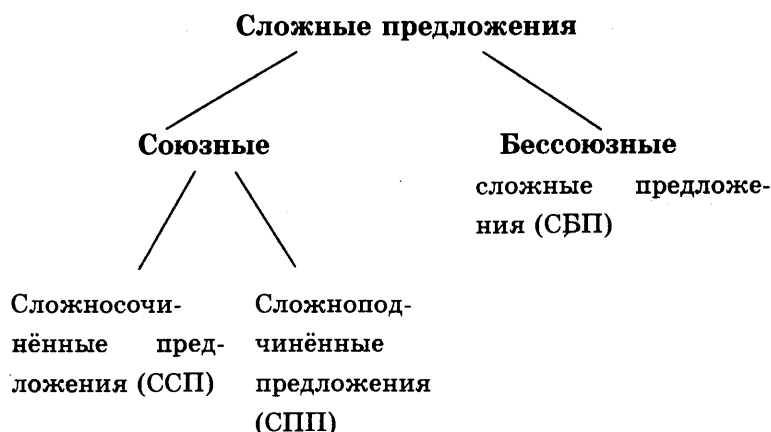 Сложные предложения
Союзные
Бессоюзные
сложные предложе-
ния (СБП)
Сложносочи-
нённые пред-
ложения (ССП)
Сложнопод-
чинённые
предложения
(СПП)